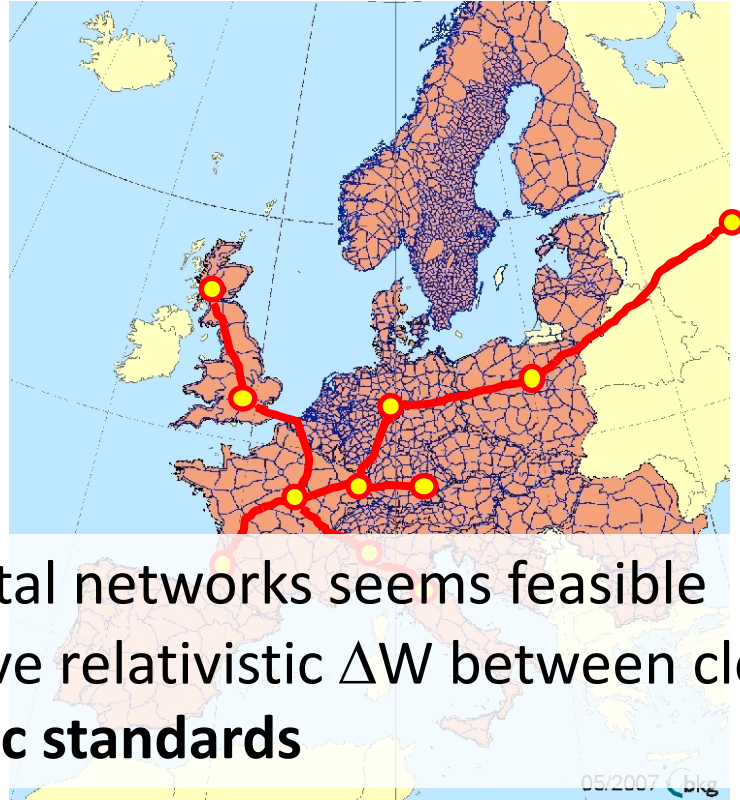 tal networks seems feasible
ve relativistic ΔW between cl
c standards
05/2007 bkg